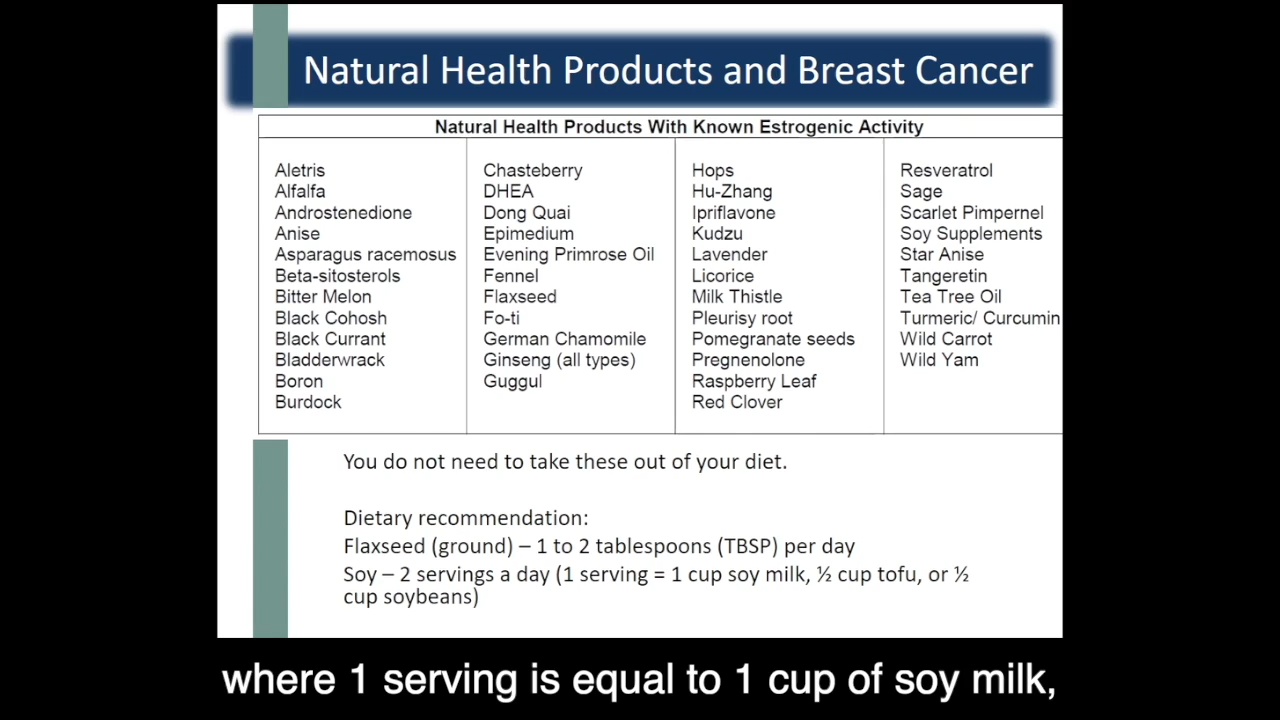 Natural Health Products and Breast Cancer
Natural Health Products With Known Estrogenic Activity
Aletris
Alfalfa
Androstenedione
Anise
Asparagus racemosus
Beta-sitosterols
Bitter Melon
Black Cohosh
Black Currant
Bladderwrack
Boron
Burdock
Chasteberry
DHEA
Dong Quai
Epimedium
Evening Primrose Oil
Fennel
Flaxseed
Fo-ti
German Chamomile
Ginseng (all types)
Guggul
Hops
Hu-Zhang
Ipriflavone
Kudzu
Lavender
Licorice
Milk Thistle
Pleurisy root
Pomegranate seeds
Pregnenolone
Raspberry Leaf
Red Clover
Resveratrol
Sage
Scarlet Pimpernel
Soy Supplements
Star Anise
Tangeretin
Tea Tree Oil
Turmeric/ Curcumin
Wild Carrot
Wild Yam
You do not need to take these out of your diet.
Dietary recommendation:
Flaxseed (ground) – 1 to 2 tablespoons (TBSP) per day
Soy – 2 servings a day (1 serving = 1 cup soy milk, ½ cup tofu, or ½
cup soybeans)
where 1 serving is equal to 1 cup of soy milk,